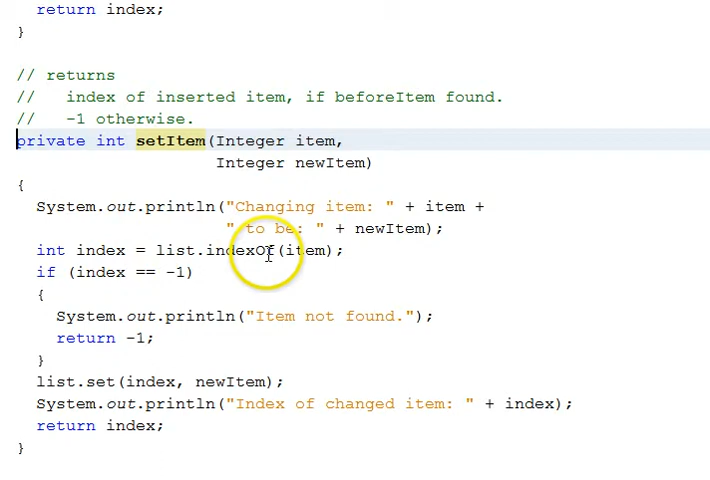 return index;
}
// returns
//   index of inserted item, if beforeItem found.
//   -1 otherwise.
private int setItem(Integer item,
                    Integer newItem)
{
  System.out.println("Changing item: " + item +
                     " to be: " + newItem);
  int index = list.indexOf(item);
  if (index == -1)
  {
    System.out.println("Item not found.");
    return -1;
  }
  list.set(index, newItem);
  System.out.println("Index of changed item: " + index);
  return index;
}